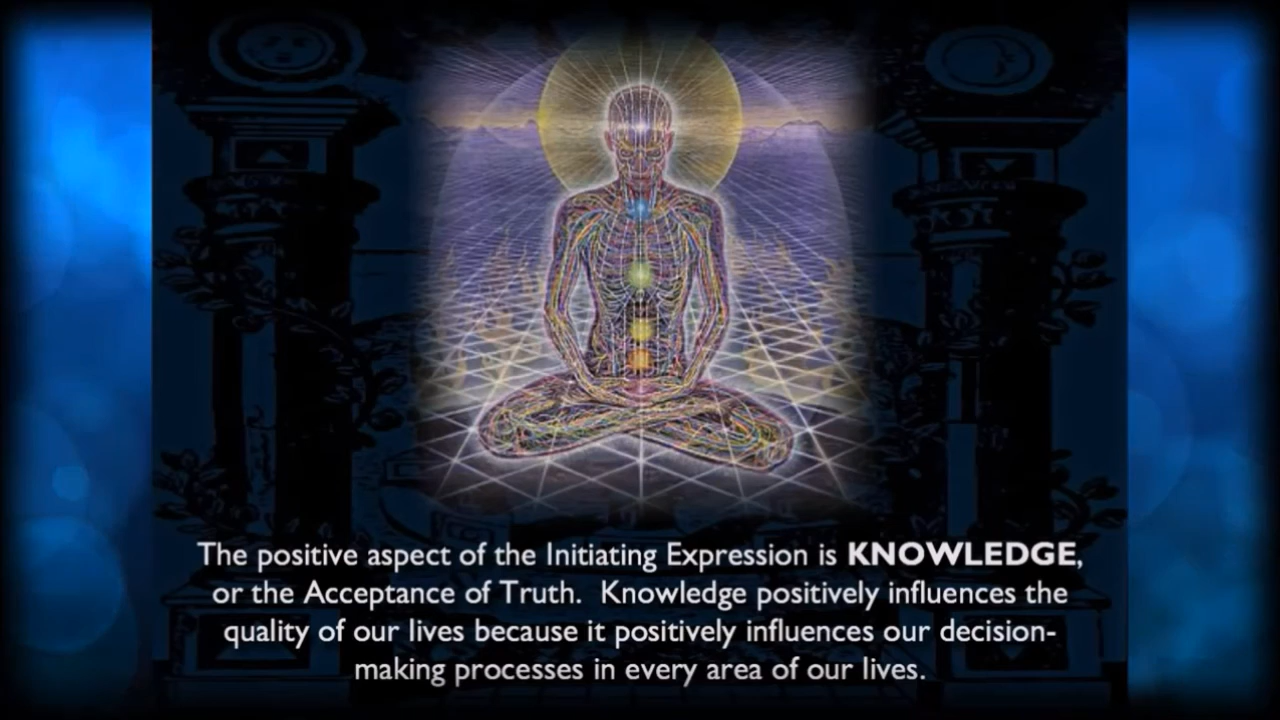 The positive aspect of the Initiating Expression is KNOWLEDGE,
or the Acceptance of Truth.  Knowledge positively influences the
quality of our lives because it positively influences our decision-
making processes in every area of our lives.